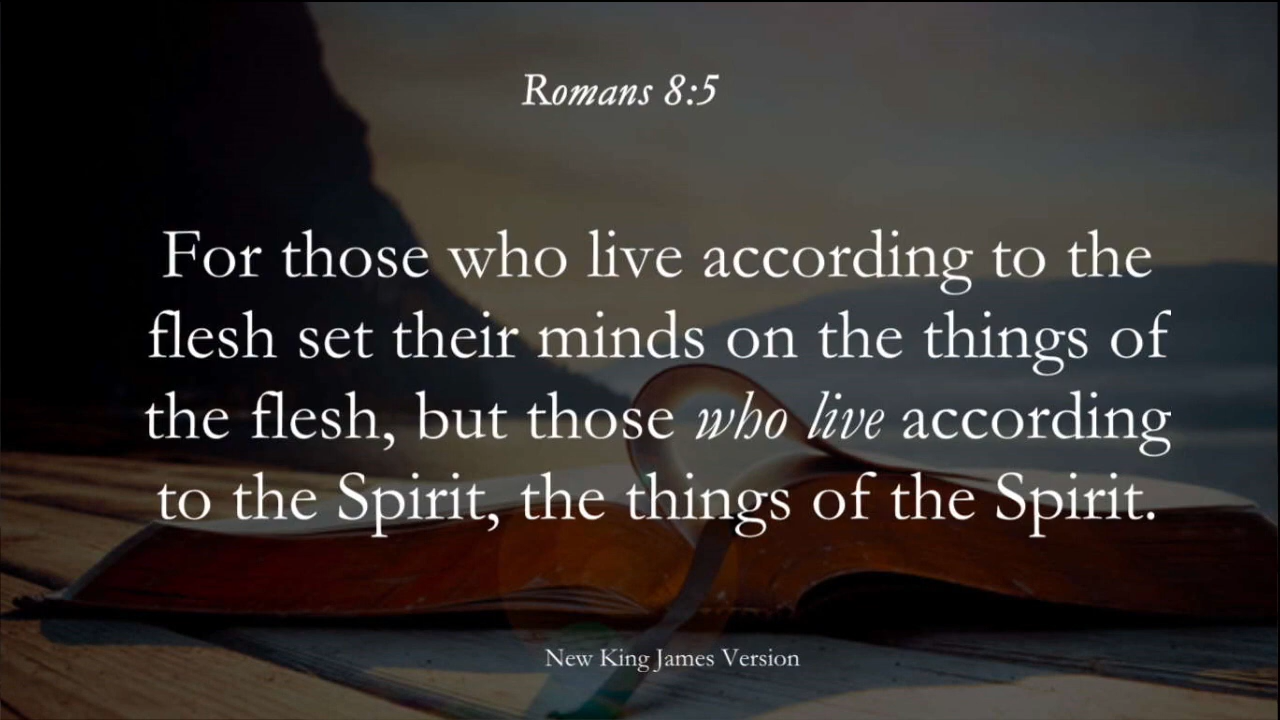 Romans 8:5
For those who live according to the
flesh set their minds on the things of
the flesh, but those who live according
to the Spirit, the things of the Spirit.
New King James Version